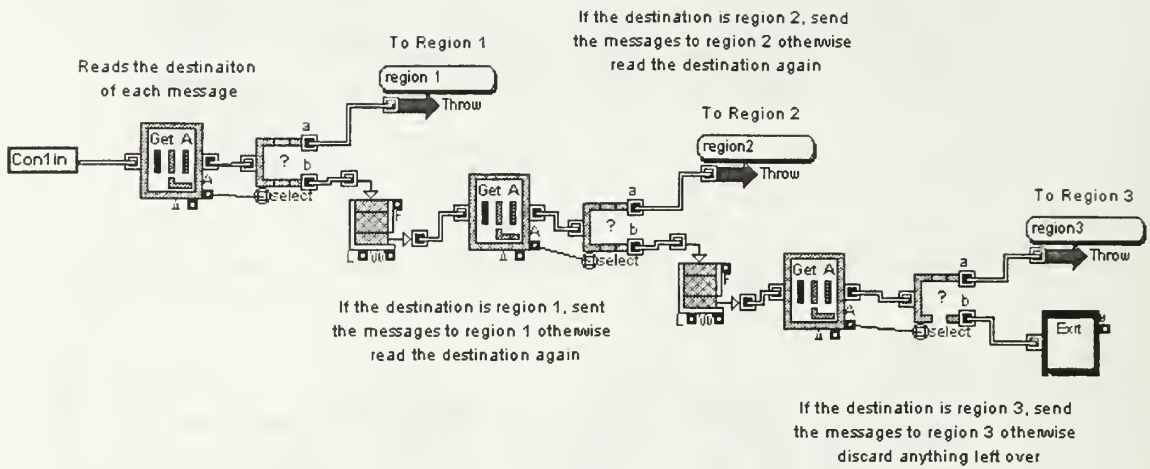 If the destination is region 2, send
the messages to region 2 otherwise
read the destination again
To Region 1
region 1
Throw
Reads the destinaiton
of each message
Con1in
Get A
A
?
a
b
select
To Region 2
region2
Throw
F
L
Get A
A
?
a
b
select
To Region 3
region3
Throw
F
L
Get A
A
?
a
b
select
Exit
#
If the destination is region 1, sent
the messages to region 1 otherwise
read the destination again
If the destination is region 3, send
the messages to region 3 otherwise
discard anything left over